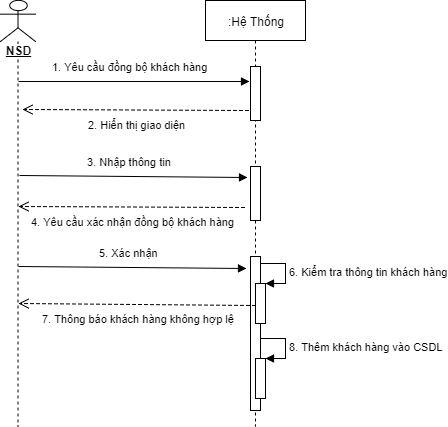 :Hệ Thống
NSD
1. Yêu cầu đồng bộ khách hàng
2. Hiển thị giao diện
3. Nhập thông tin
4. Yêu cầu xác nhận đồng bộ khách hàng
5. Xác nhận
6. Kiểm tra thông tin khách hàng
7. Thông báo khách hàng không hợp lệ
8. Thêm khách hàng vào CSDL